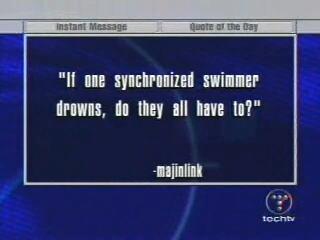 Instant Message Quote of the Day
"If one synchronized swimmer
drowns, do they all have to?"
-majinlink
techtv